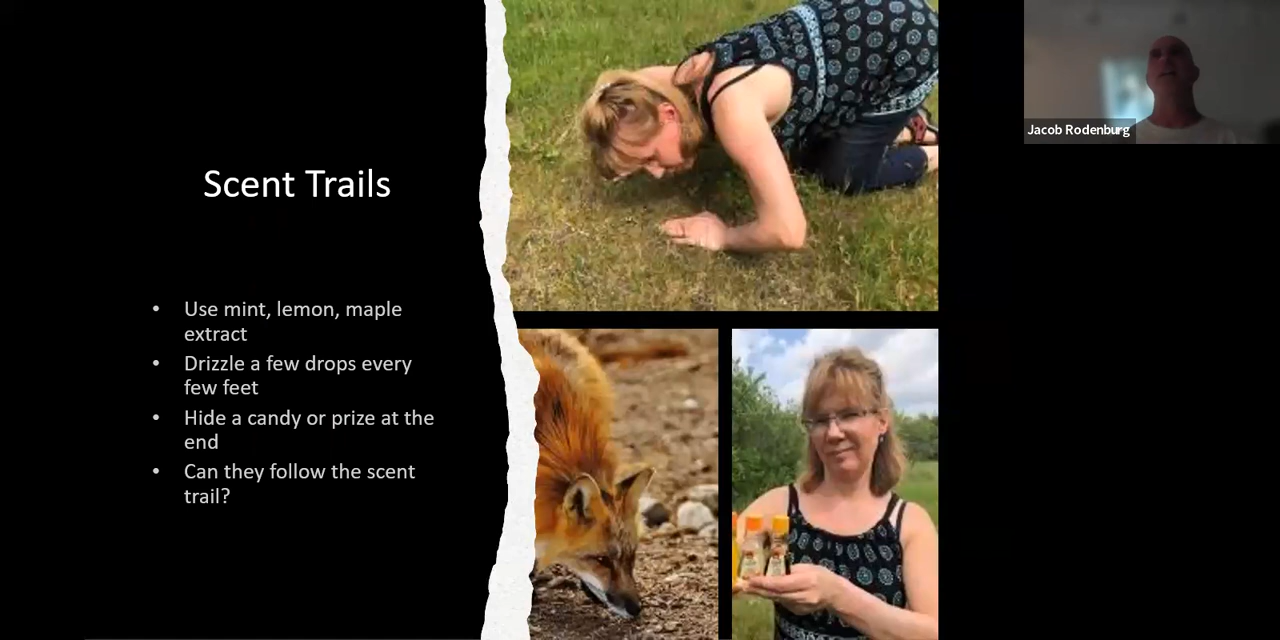 Scent Trails
• Use mint, lemon, maple
extract
• Drizzle a few drops every
few feet
• Hide a candy or prize at the
end
• Can they follow the scent
trail?
Jacob Rodenburg